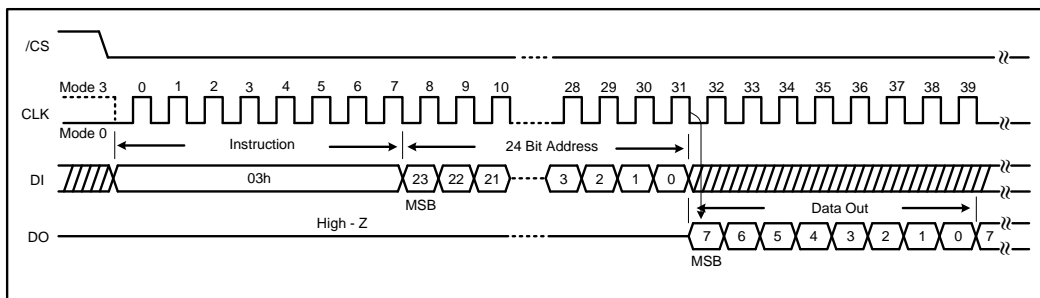 /CS
Mode 3 0 1 2 3 4 5 6 7 8 9 10 28 29 30 31 32 33 34 35 36 37 38 39
CLK
Mode 0
Instruction 24 Bit Address
DI 03h 23 22 21 3 2 1 0
MSB
High - Z Data Out
DO 7 6 5 4 3 2 1 0 7
MSB